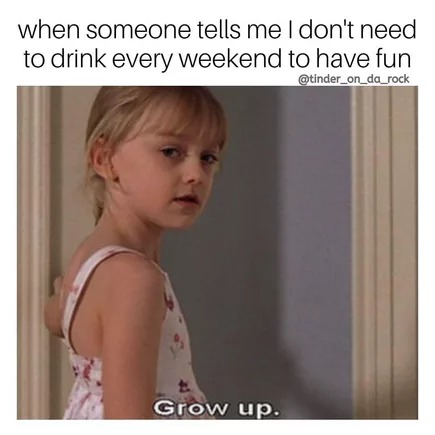 when someone tells me I don't need
to drink every weekend to have fun
@tinder_on_da_rock
Grow up.